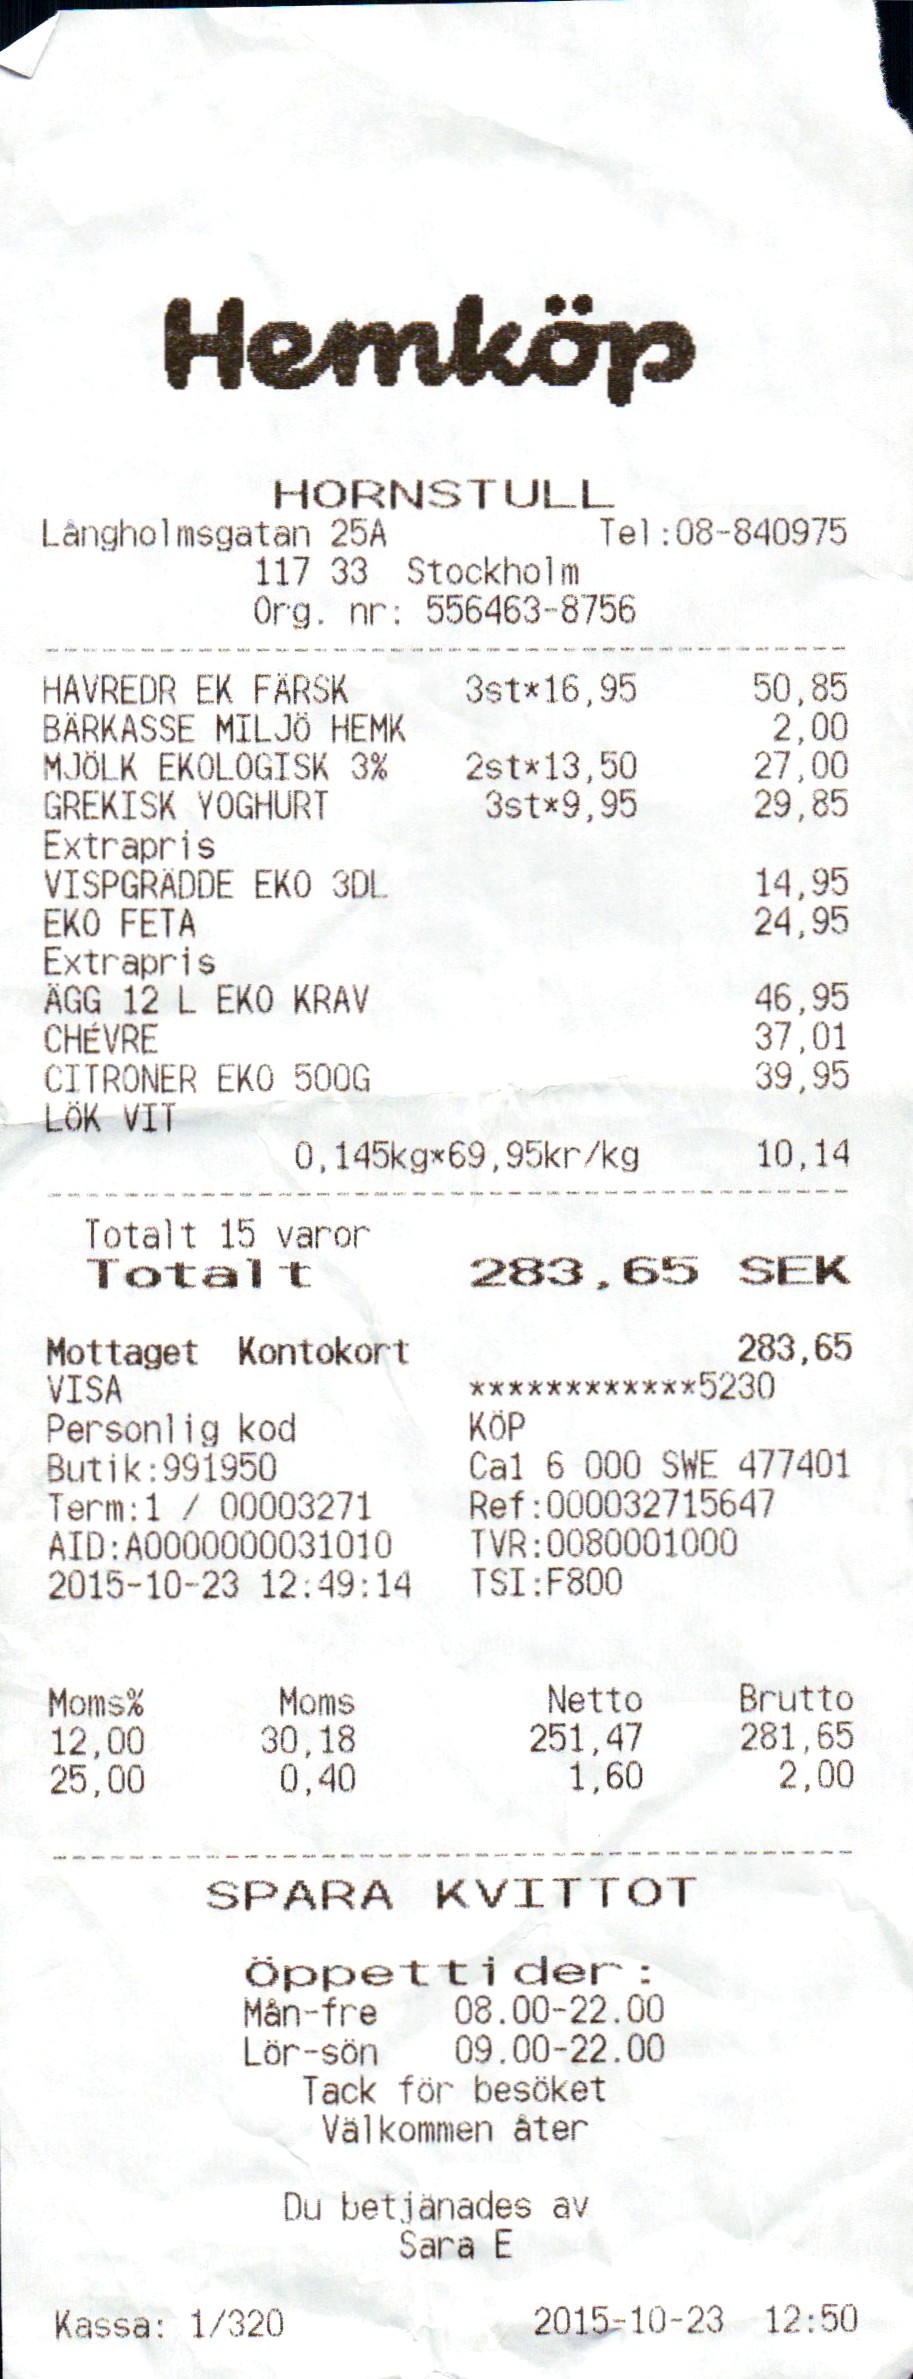 Hemköp
HORNSTULL
Långholmsgatan 25A Tel:08-840975
117 33 Stockholm
Org. nr: 556463-8756
HAVREDR EK FÄRSK 3st*16,95 50,85
BÄRKASSE MILJÖ HEMK 2,00
MJÖLK EKOLOGISK 3% 2st*13,50 27,00
GREKISK YOGHURT 3st*9,95 29,85
Extrapris
VISPGRÄDDE EKO 3DL 14,95
EKO FETA 24,95
Extrapris
ÄGG 12 L EKO KRAV 46,95
CHÉVRE 37,01
CITRONER EKO 500G 39,95
LÖK VIT
0,145kg*69,95kr/kg 10,14
Totalt 15 varor
Totalt 283,65 SEK
Mottaget Kontokort 283,65
VISA ************5230
Personlig kod KÖP
Butik:991950 Ca1 6 000 SWE 477401
Term:1 / 00003271 Ref:000032715647
AID:A0000000031010 TVR:0080001000
2015-10-23 12:49:14 TSI:F800
Moms% Moms Netto Brutto
12,00 30,18 251,47 281,65
25,00 0,40 1,60 2,00
SPARA KVITTOT
Öppettider:
Mån-fre 08.00-22.00
Lör-sön 09.00-22.00
Tack för besöket
Välkommen åter
Du betjänades av
Sara E
Kassa: 1/320 2015-10-23 12:50